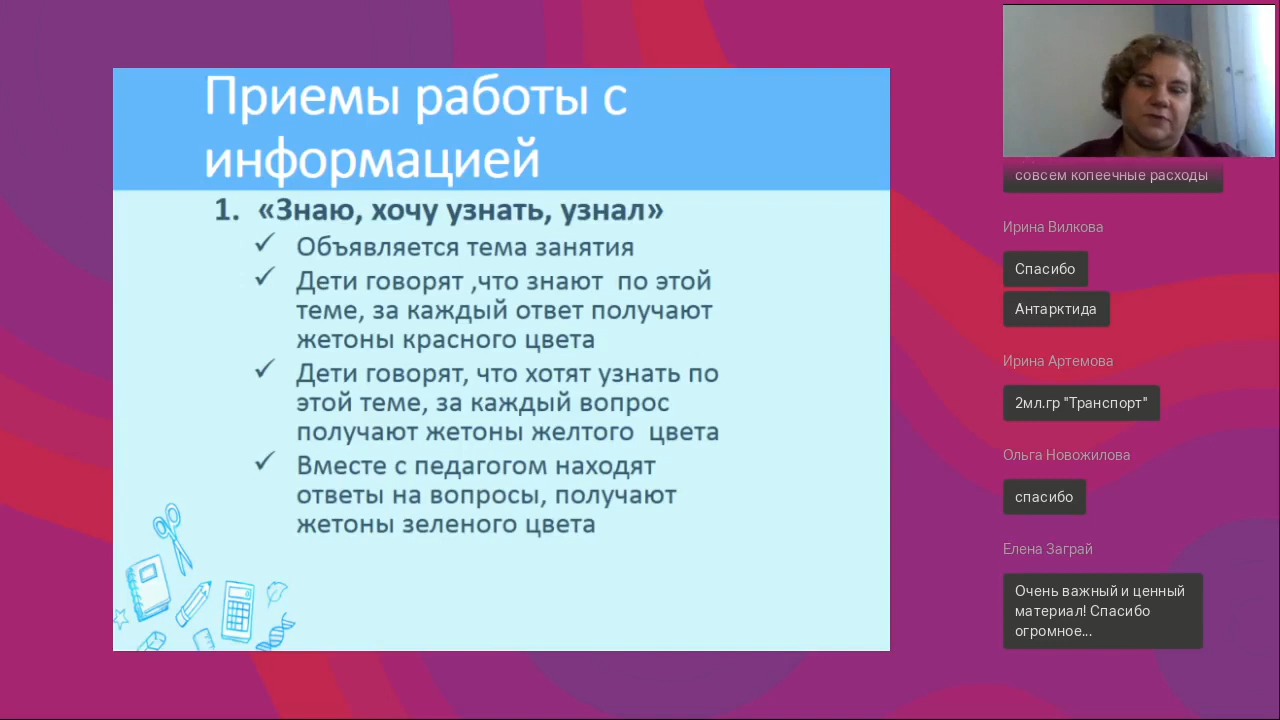 Приемы работы с
информацией
1. «Знаю, хочу узнать, узнал»
✓ Объявляется тема занятия
✓ Дети говорят ,что знают по этой
теме, за каждый ответ получают
жетоны красного цвета
✓ Дети говорят, что хотят узнать по
этой теме, за каждый вопрос
получают жетоны желтого цвета
✓ Вместе с педагогом находят
ответы на вопросы, получают
жетоны зеленого цвета
совсем копеечные расходы
Ирина Вилкова
Спасибо
Антарктида
Ирина Артемова
2мл.гр "Транспорт"
Ольга Новожилова
спасибо
Елена Заграй
Очень важный и ценный
материал! Спасибо
огромное...